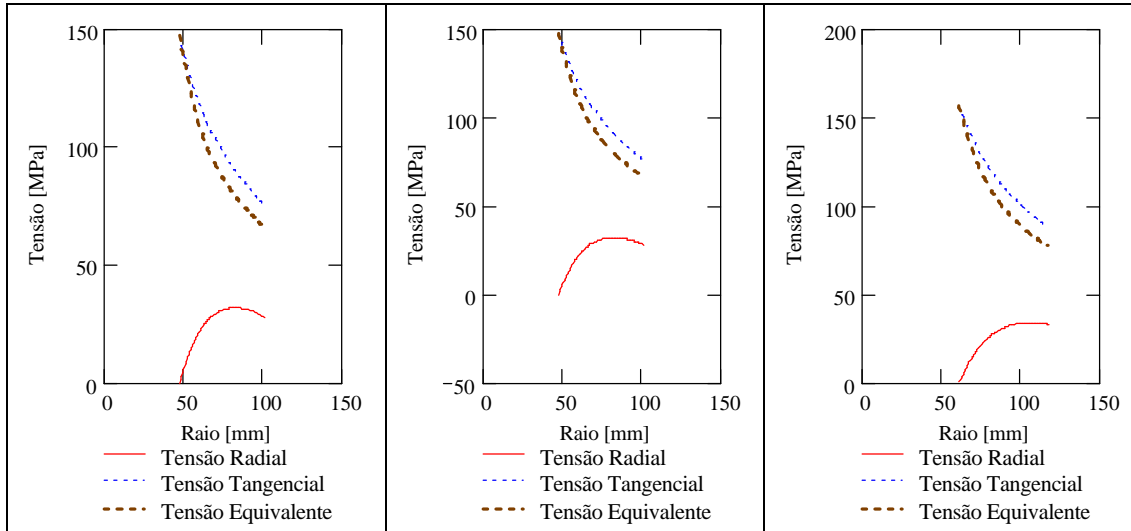 150
100
50
0
Tensão [MPa]
0
50
100
150
Raio [mm]
Tensão Radial
Tensão Tangencial
Tensão Equivalente
150
100
50
0
−50
Tensão [MPa]
0
50
100
150
Raio [mm]
Tensão Radial
Tensão Tangencial
Tensão Equivalente
200
150
100
50
0
Tensão [MPa]
0
50
100
150
Raio [mm]
Tensão Radial
Tensão Tangencial
Tensão Equivalente